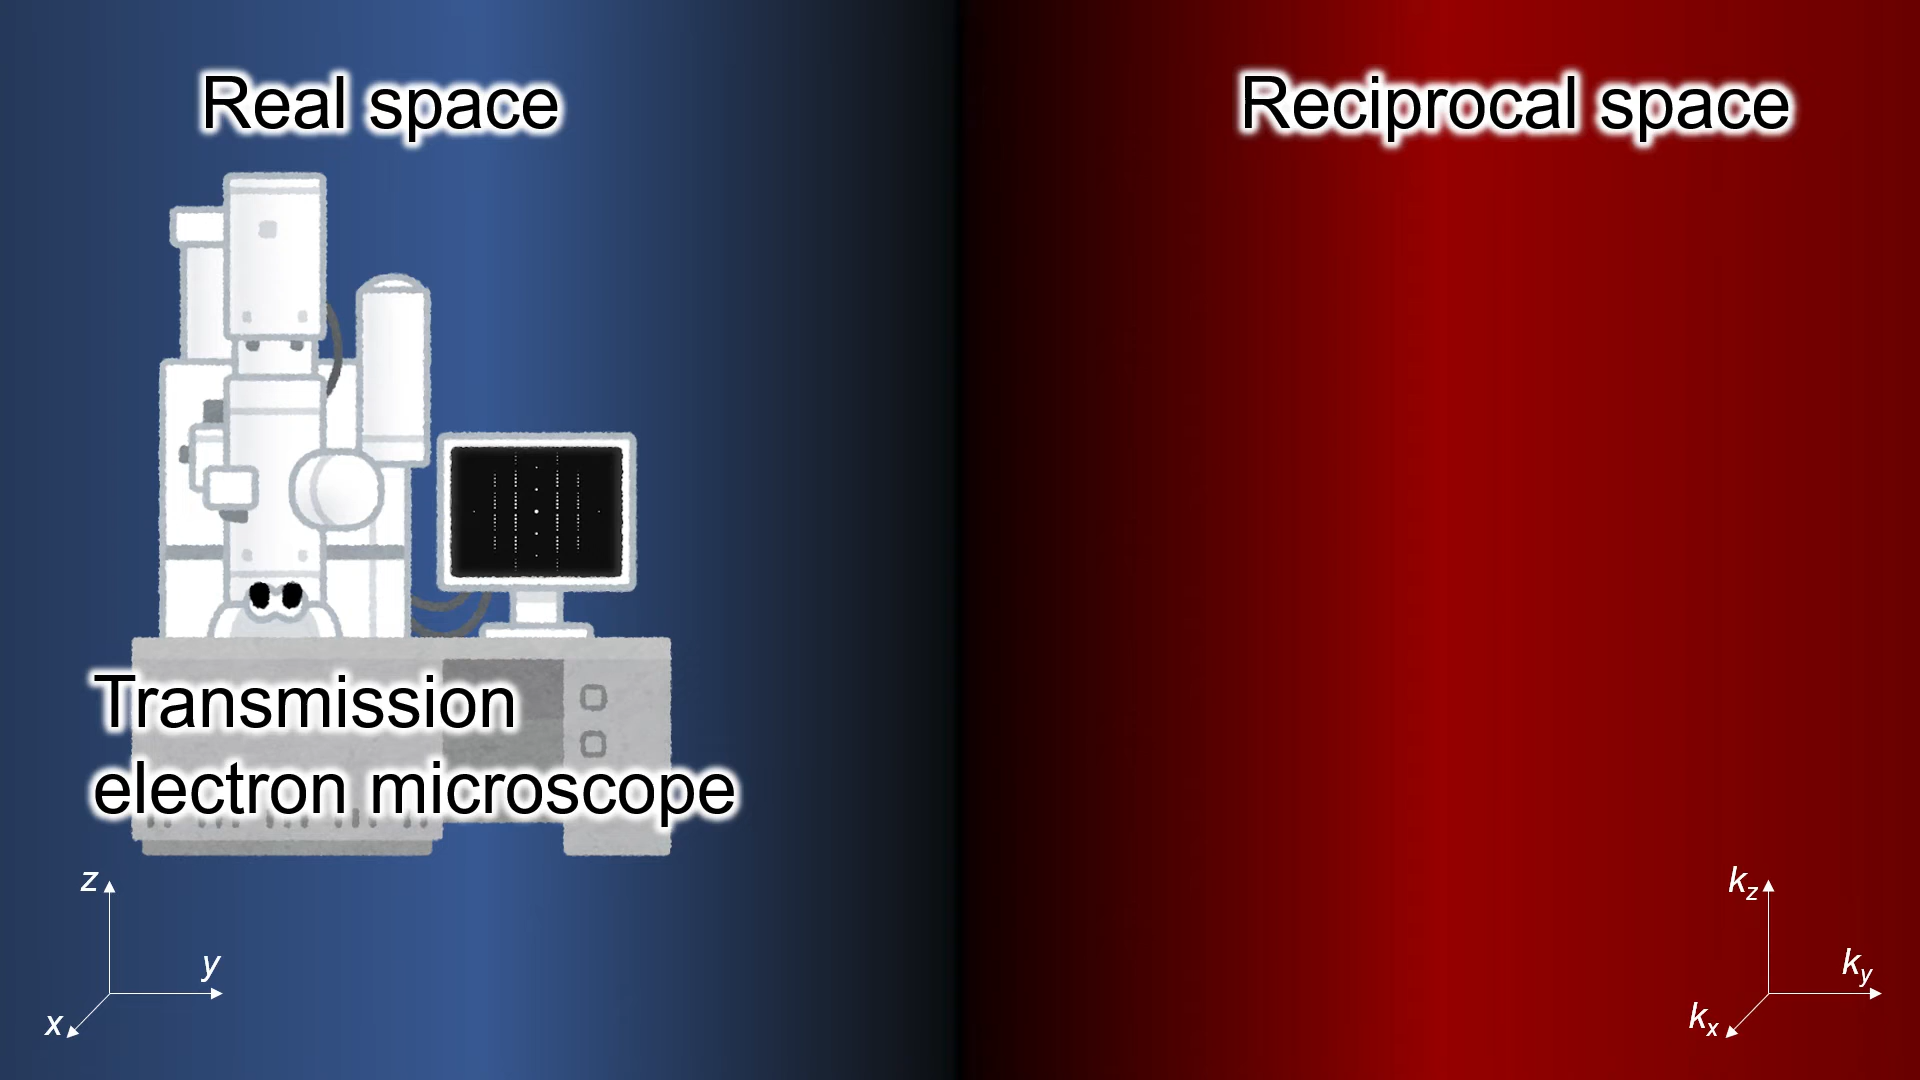 Real space
Reciprocal space
Transmission
electron microscope
z
y
x
kz
ky
kx